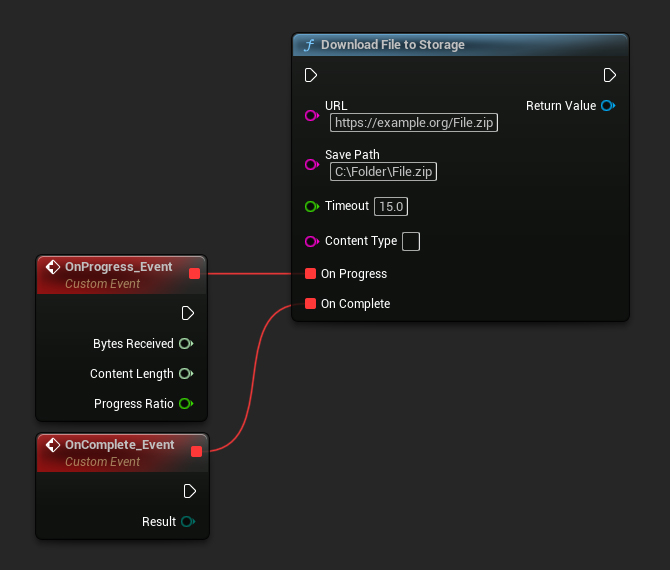 Download File to Storage
URL
https://example.org/File.zip
Return Value
Save Path
C:\Folder\File.zip
Timeout 15.0
Content Type
On Progress
On Complete
OnProgress_Event
Custom Event
Bytes Received
Content Length
Progress Ratio
OnComplete_Event
Custom Event
Result